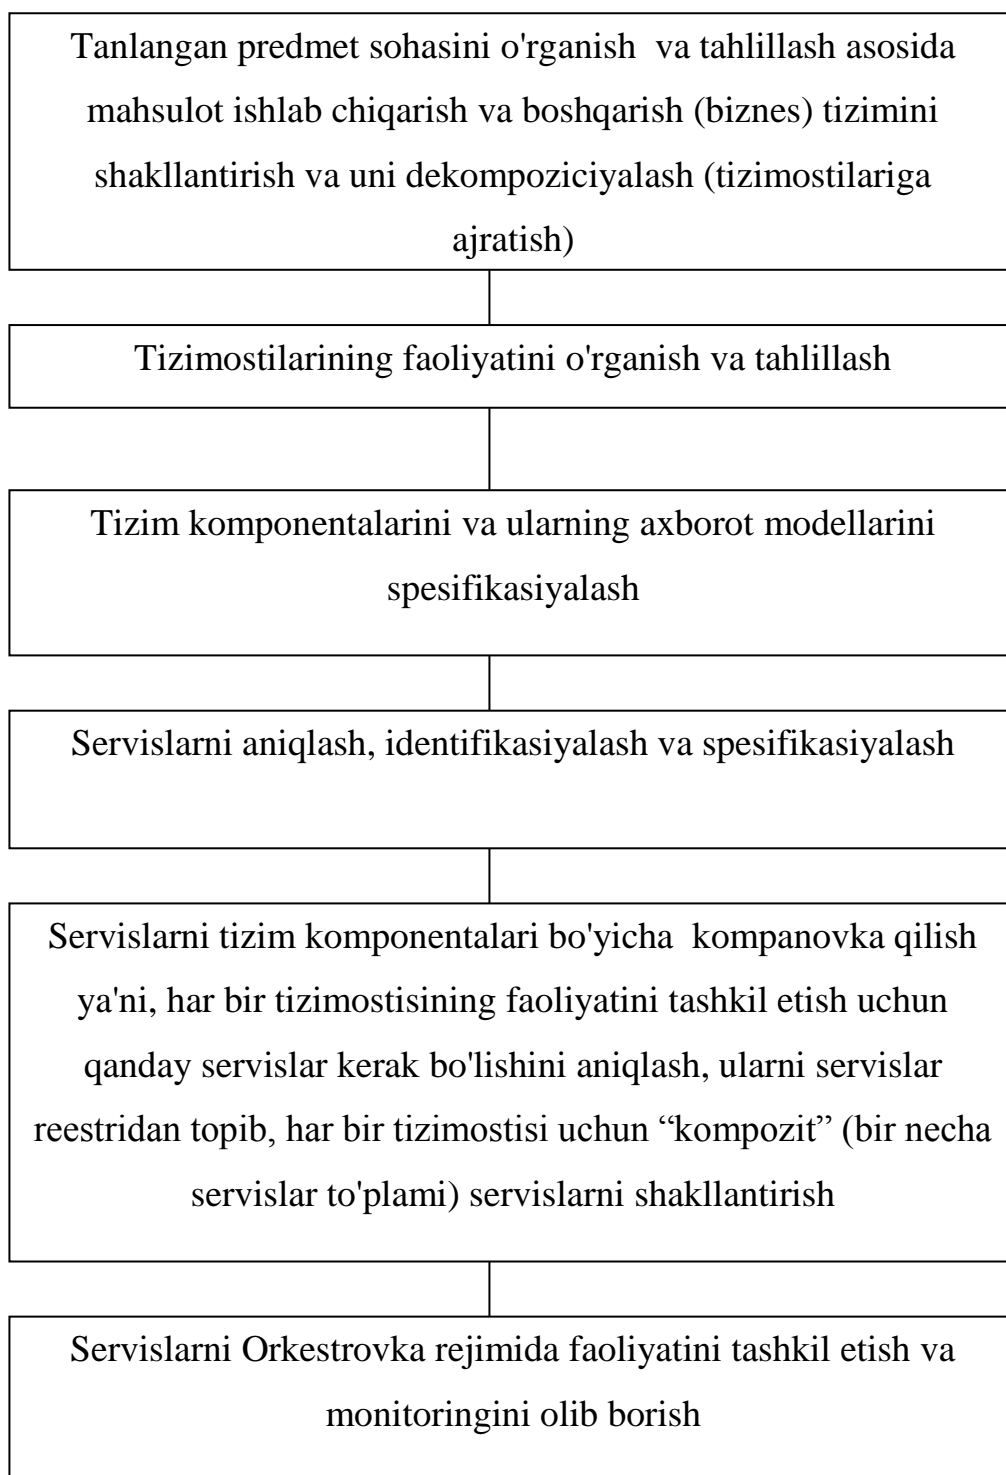 Tanlangan predmet sohasini o'rganish  va tahlillash asosida
mahsulot ishlab chiqarish va boshqarish (biznes) tizimini
shakllantirish va uni dekompoziciyalash (tizimostilariga
ajratish)
Tizimostilarining faoliyatini o'rganish va tahlillash
Tizim komponentalarini va ularning axborot modellarini
spesifikasiyalash
Servislarni aniqlash, identifikasiyalash va spesifikasiyalash
Servislarni tizim komponentalari bo'yicha  kompanovka qilish
ya'ni, har bir tizimostisining faoliyatini tashkil etish uchun
qanday servislar kerak bo'lishini aniqlash, ularni servislar
reestridan topib, har bir tizimostisi uchun “kompozit” (bir necha
servislar to'plami) servislarni shakllantirish
Servislarni Orkestrovka rejimida faoliyatini tashkil etish va
monitoringini olib borish